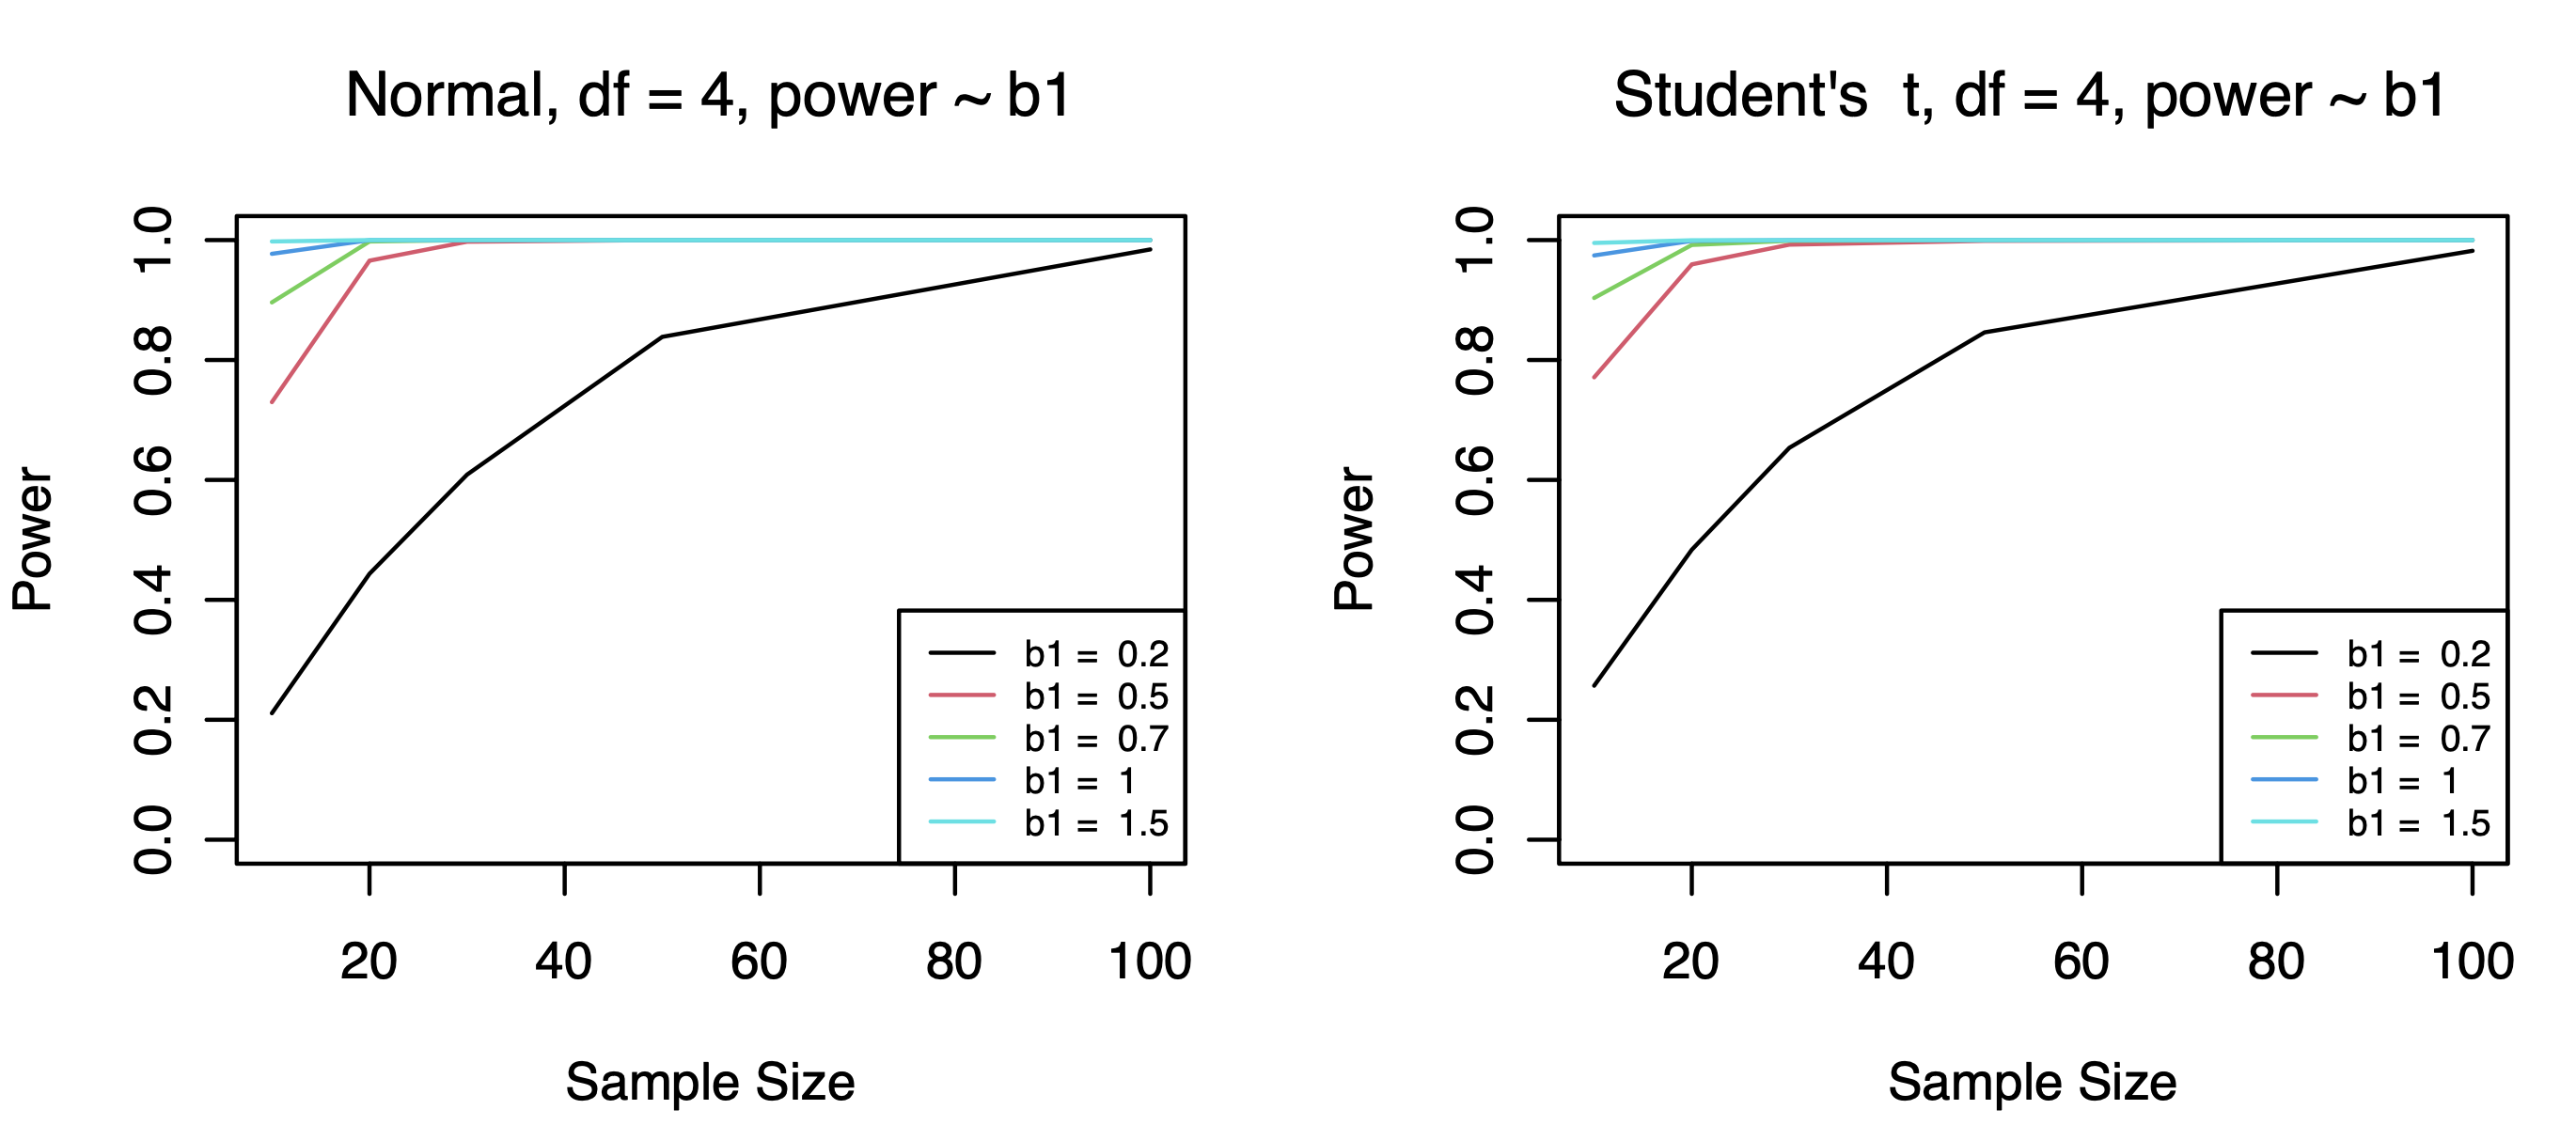 Normal, df = 4, power ~ b1
Power
1.0
0.8
0.6
0.4
0.2
0.0
b1 = 0.2
b1 = 0.5
b1 = 0.7
b1 = 1
b1 = 1.5
20 40 60 80 100
Sample Size
Student's t, df = 4, power ~ b1
Power
1.0
0.8
0.6
0.4
0.2
0.0
b1 = 0.2
b1 = 0.5
b1 = 0.7
b1 = 1
b1 = 1.5
20 40 60 80 100
Sample Size